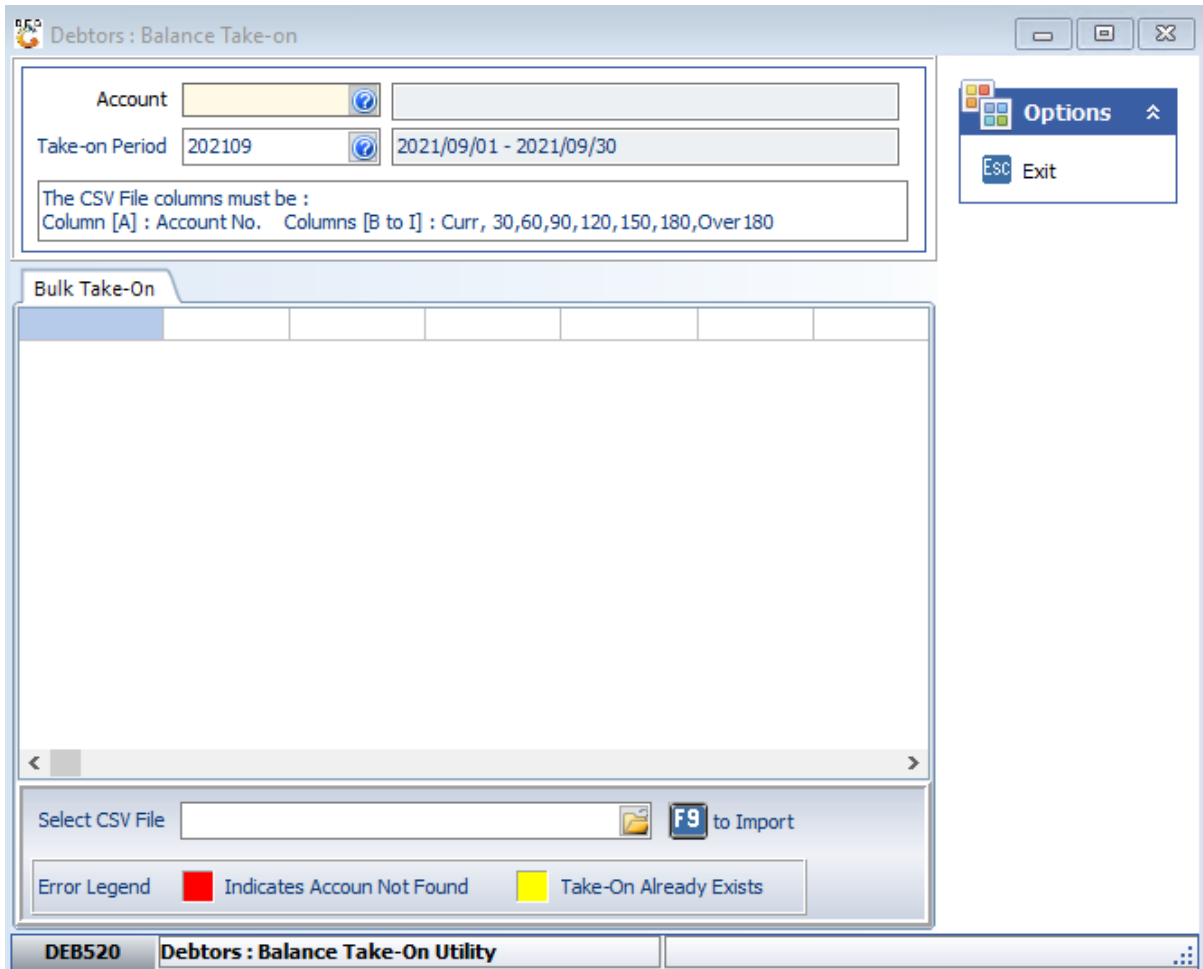 Debtors : Balance Take-on
Account
Options
Take-on Period 202109 2021/09/01 - 2021/09/30
Esc Exit
The CSV File columns must be :
Column [A] : Account No. Columns [B to I] : Curr, 30,60,90,120,150,180,Over180
Bulk Take-On
Select CSV File F9 to Import
Error Legend Indicates Accoun Not Found Take-On Already Exists
DEB520 Debtors : Balance Take-On Utility